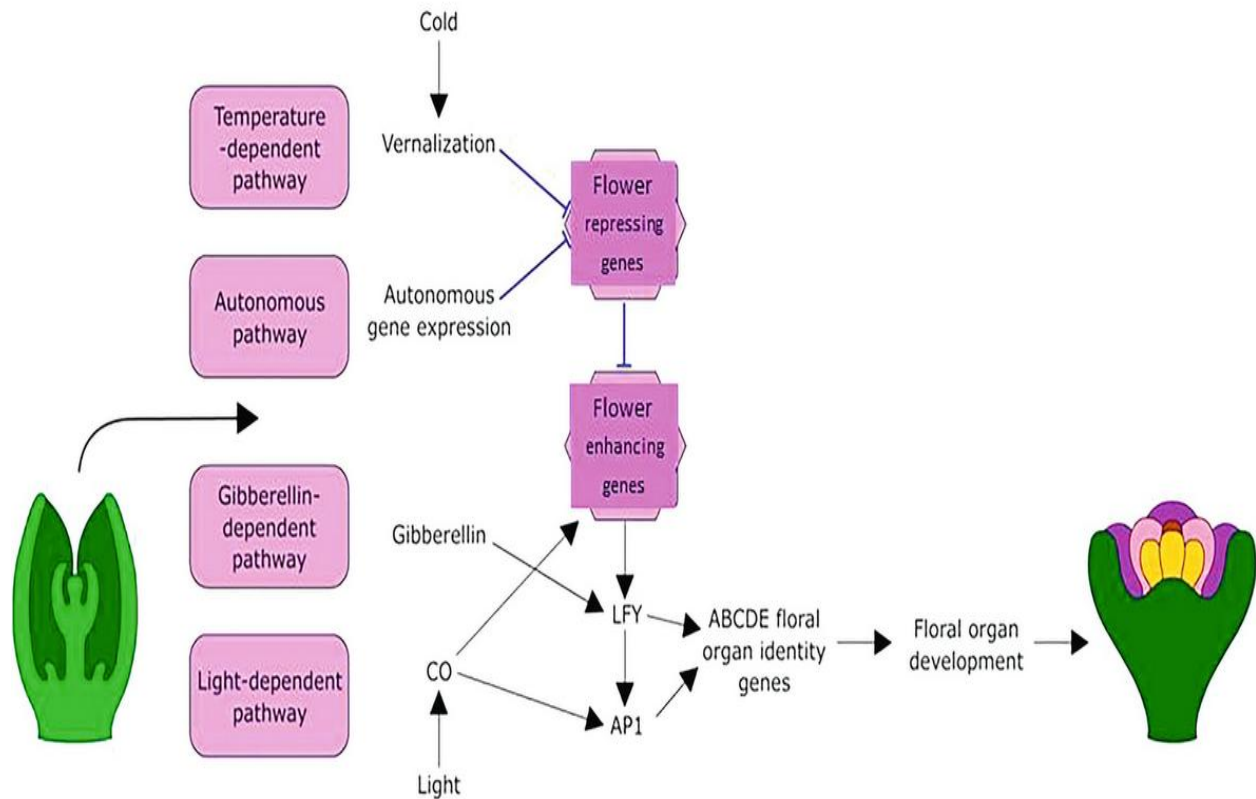 Cold
Temperature
-dependent
pathway
Vernalization
Flower
repressing
genes
Autonomous
pathway
Autonomous
gene expression
Flower
enhancing
genes
Gibberellin-
dependent
pathway
Gibberellin
LFY
ABCDE floral
organ identity
genes
Floral organ
development
Light-dependent
pathway
CO
AP1
Light